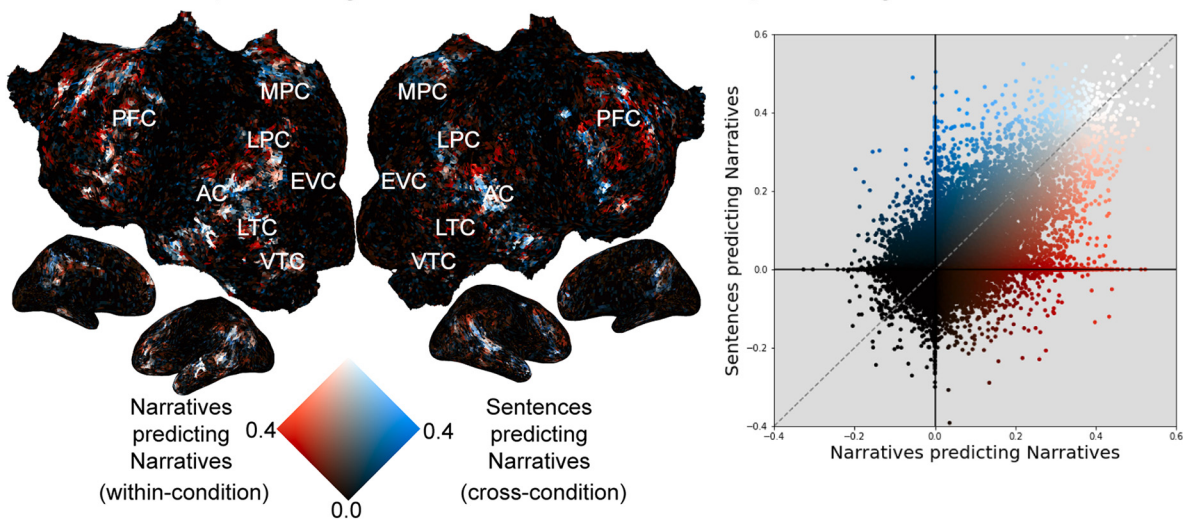 MPC
PFC
LPC
AC
EVC
LTC
VTC
MPC
PFC
LPC
EVC
AC
LTC
VTC
Narratives
predicting
Narratives
(within-condition)
0.4
0.4
0.0
Sentences
predicting
Narratives
(cross-condition)
Sentences predicting Narratives
0.6
0.4
0.2
0.0
−0.2
−0.4
−0.4
−0.2
0.0
0.2
0.4
0.6
Narratives predicting Narratives